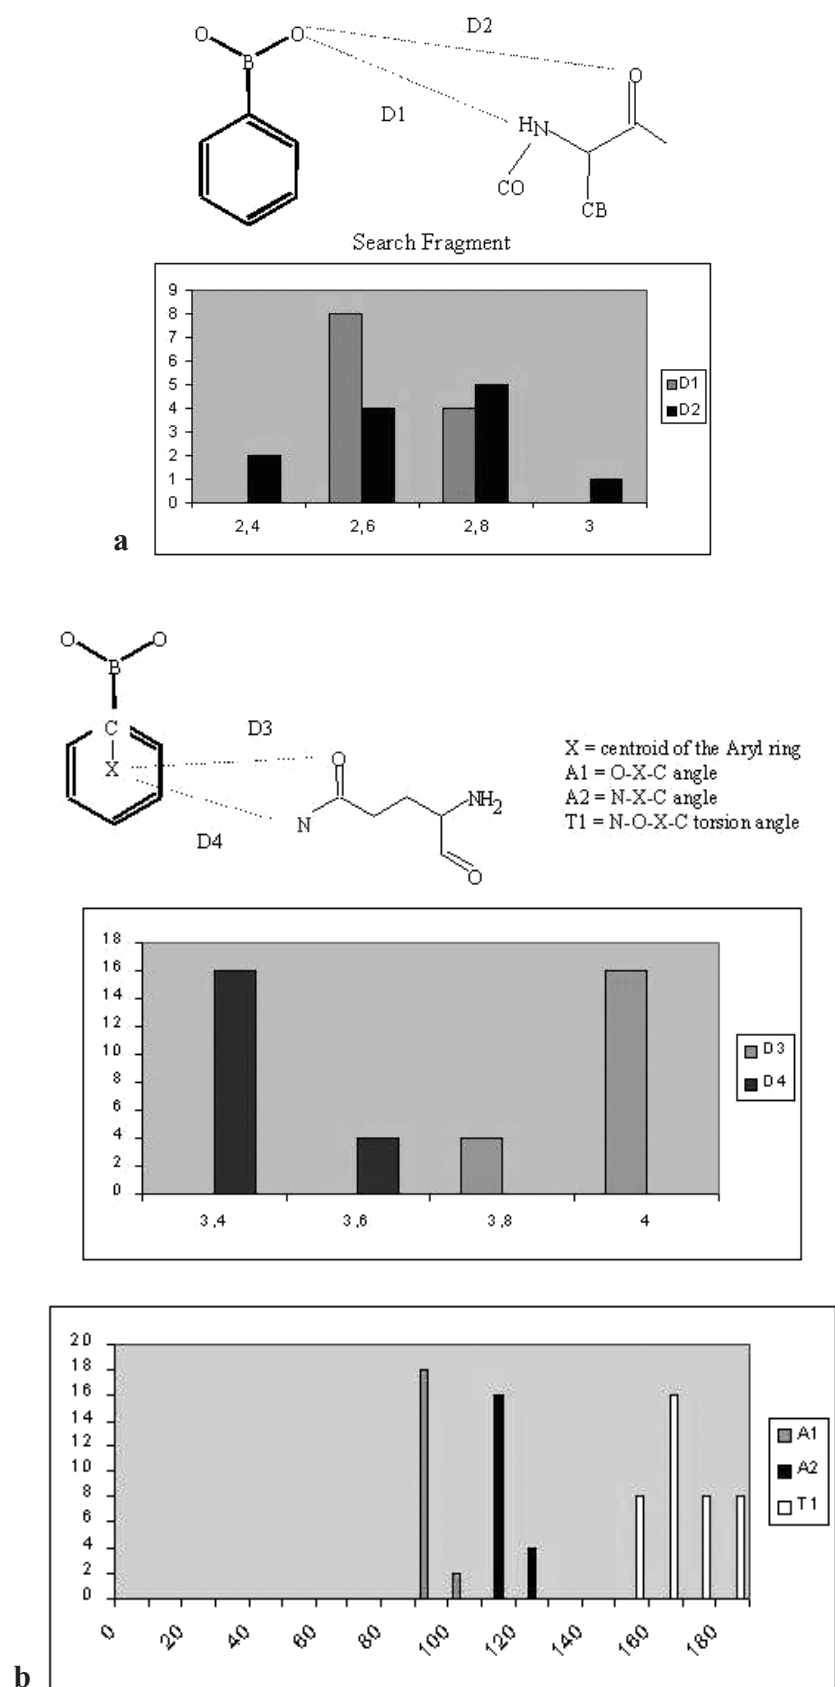 O O
B
D2
O
D1
HN
CO
CB
Search Fragment
9
8
7
6
5
4
3
2
1
0
2,4 2,6 2,8 3
D1
D2
a
O O
B
C
X
D3
D4
O
N
NH2
O
X = centroid of the Aryl ring
A1 = O-X-C angle
A2 = N-X-C angle
T1 = N-O-X-C torsion angle
18
16
14
12
10
8
6
4
2
0
3,4 3,6 3,8 4
D3
D4
20
18
16
14
12
10
8
6
4
2
0
0 20 40 60 80 100 120 140 160 180
A1
A2
T1
b